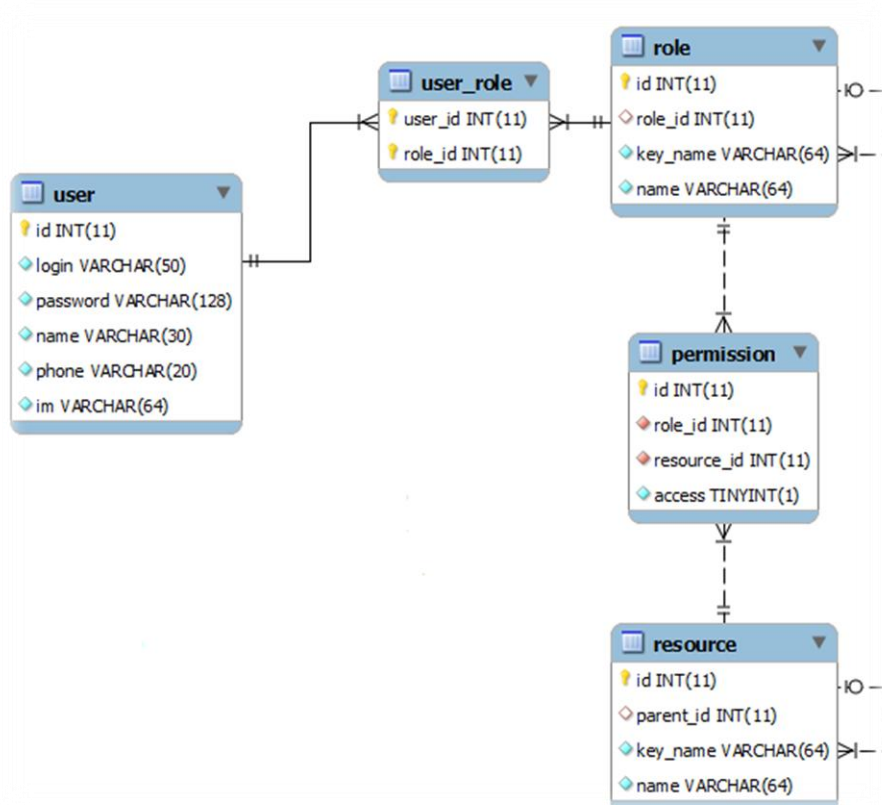 role
id INT(11)
role_id INT(11)
key_name VARCHAR(64)
name VARCHAR(64)
user_role
user_id INT(11)
role_id INT(11)
user
id INT(11)
login VARCHAR(50)
password VARCHAR(128)
name VARCHAR(30)
phone VARCHAR(20)
im VARCHAR(64)
permission
id INT(11)
role_id INT(11)
resource_id INT(11)
access TINYINT(1)
resource
id INT(11)
parent_id INT(11)
key_name VARCHAR(64)
name VARCHAR(64)